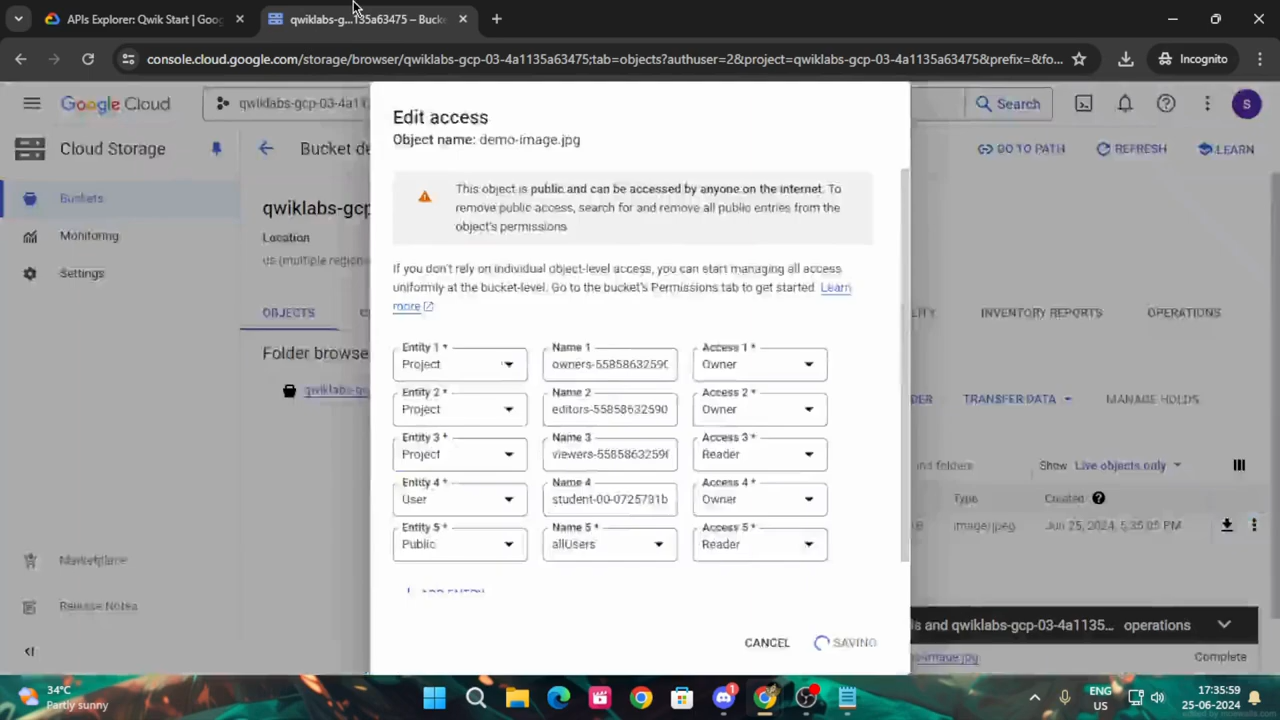 APIs Explorer: Qwik Start | Goog
qwiklabs-g...135a63475 – Bucke
console.cloud.google.com/storage/browser/qwiklabs-gcp-03-4a1135a63475;tab=objects?authuser=2&project=qwiklabs-gcp-03-4a1135a63475&prefix=&fo...
Incognito
Google Cloud
qwiklabs-gcp-03-4a1
Search
S
Cloud Storage
Bucket de
GO TO PATH
REFRESH
LEARN
Buckets
Monitoring
Settings
Marketplace
Release Notes
qwiklabs-gcp
Location
us (multiple regions
OBJECTS
INVENTORY REPORTS
OPERATIONS
Folder browse
qwiklabs-gc
DER
TRANSFER DATA
MANAGE HOLDS
and folders
Show
Live objects only
Type
Created
image/jpeg
Jun 25, 2024, 5:35:05 PM
Edit access
Object name: demo-image.jpg
This object is public and can be accessed by anyone on the internet. To
remove public access, search for and remove all public entries from the
object's permissions
If you don't rely on individual object-level access, you can start managing all access
uniformly at the bucket-level. Go to the bucket's Permissions tab to get started. Learn
more
Entity 1 *
Name 1
Access 1 *
Project
owners-55858632590
Owner
Entity 2 *
Name 2
Access 2 *
Project
editors-55858632590
Owner
Entity 3 *
Name 3
Access 3 *
Project
viewers-55858632590
Reader
Entity 4 *
Name 4
Access 4 *
User
student-00-0725781b
Owner
Entity 5 *
Name 5 *
Access 5 *
Public
allUsers
Reader
ADD ENTRY
CANCEL
SAVING
ls and qwiklabs-gcp-03-4a1135... operations
o-image.jpg
Complete
34°C
Partly sunny
1
ENG
US
17:35:59
25-06-2024